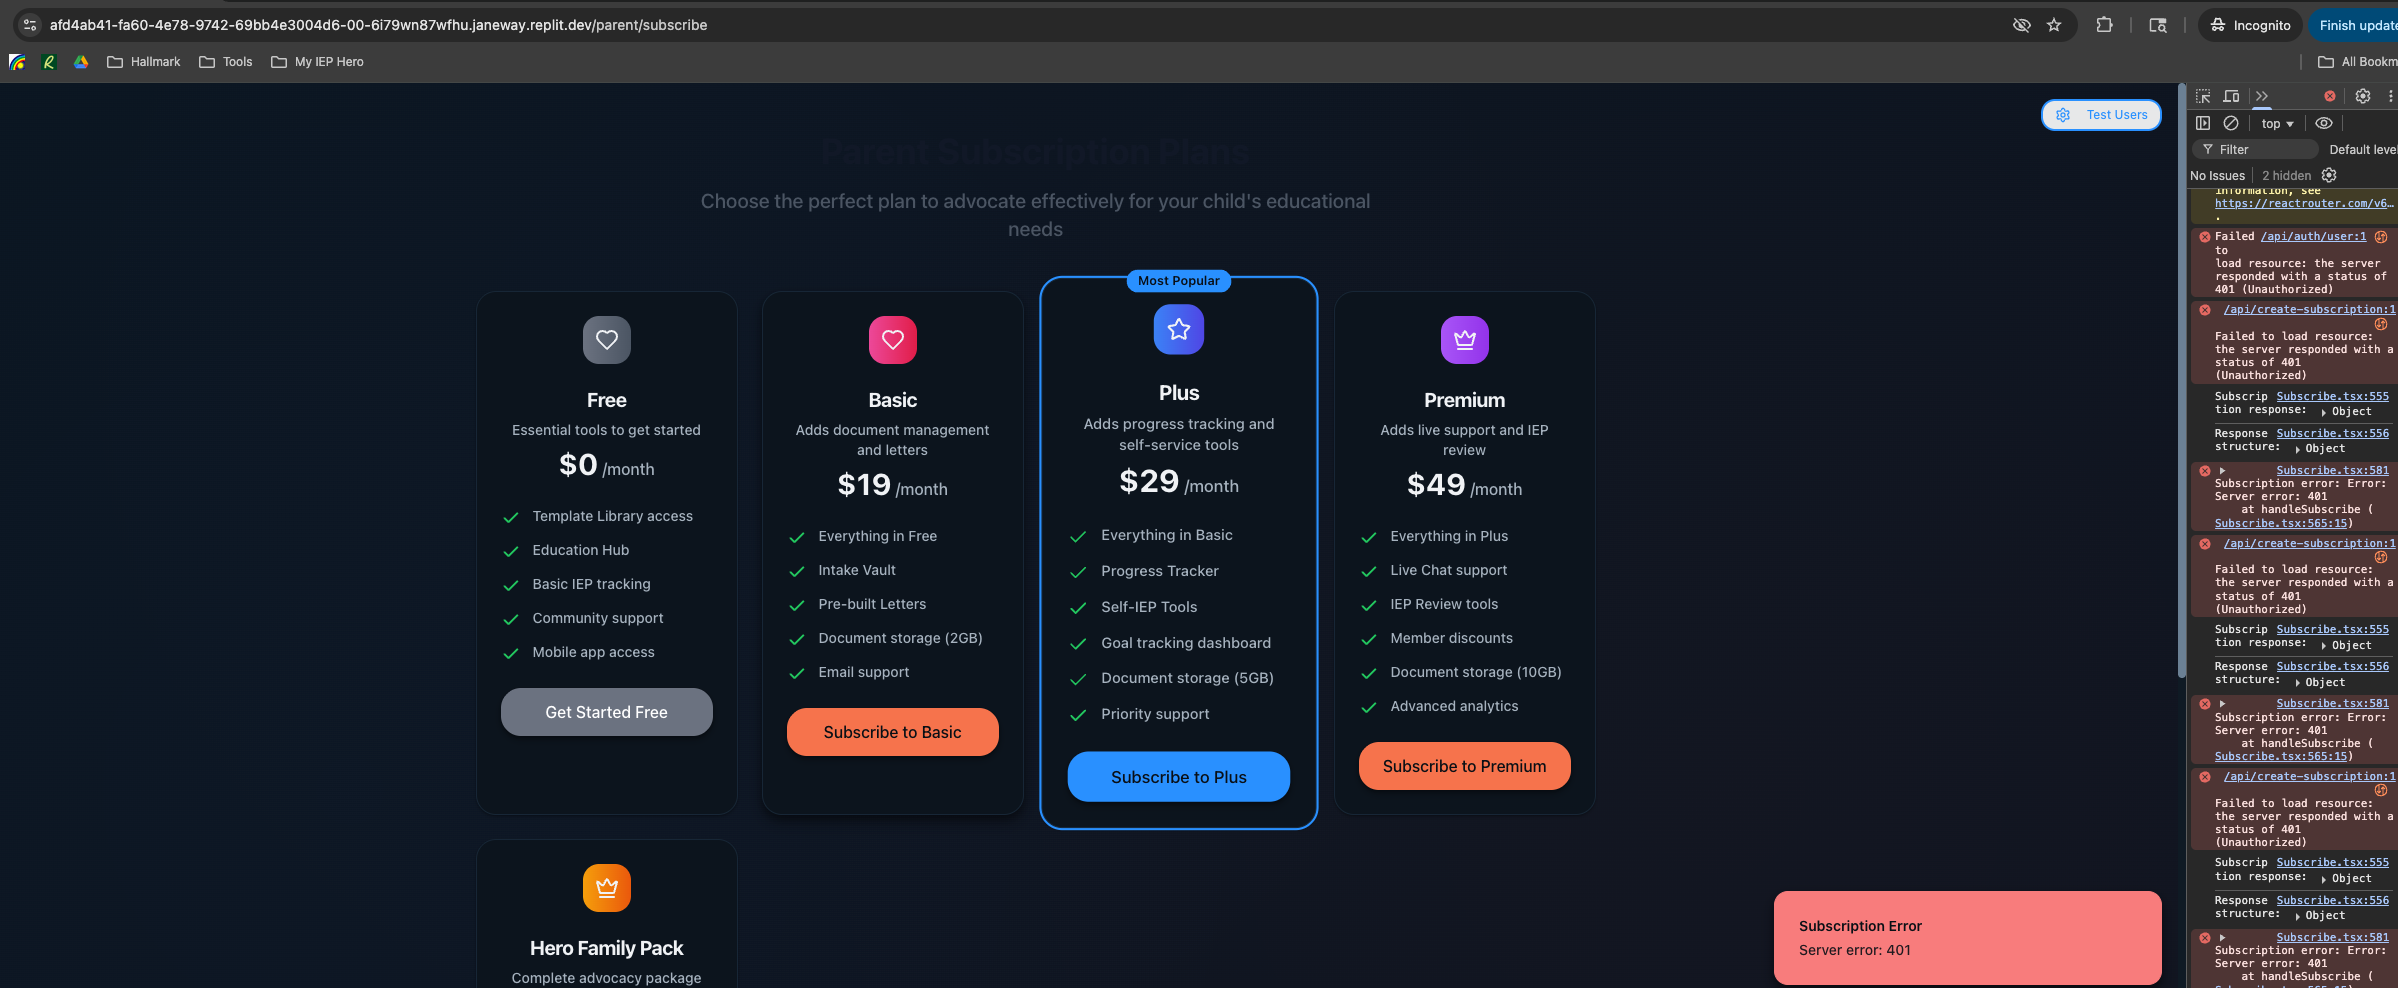 afd4ab41-fa60-4e78-9742-69bb4e3004d6-00-6i79wn87wfhu.janeway.replit.dev/parent/subscribe
Incognito
Finish update
Hallmark
Tools
My IEP Hero
All Bookm
Test Users
Parent Subscription Plans
Choose the perfect plan to advocate effectively for your child's educational
needs
Free
Essential tools to get started
$0 /month
Template Library access
Education Hub
Basic IEP tracking
Community support
Mobile app access
Get Started Free
Basic
Adds document management
and letters
$19 /month
Everything in Free
Intake Vault
Pre-built Letters
Document storage (2GB)
Email support
Subscribe to Basic
Most Popular
Plus
Adds progress tracking and
self-service tools
$29 /month
Everything in Basic
Progress Tracker
Self-IEP Tools
Goal tracking dashboard
Document storage (5GB)
Priority support
Subscribe to Plus
Premium
Adds live support and IEP
review
$49 /month
Everything in Plus
Live Chat support
IEP Review tools
Member discounts
Document storage (10GB)
Advanced analytics
Subscribe to Premium
Hero Family Pack
Complete advocacy package
Subscription Error
Server error: 401
top
Filter
Default level
No Issues
2 hidden
information, see
https://reactrouter.com/v6…
.
Failed /api/auth/user:1
to
load resource: the server
responded with a status of
401 (Unauthorized)
/api/create-subscription:1
Failed to load resource:
the server responded with a
status of 401
(Unauthorized)
Subscrip Subscribe.tsx:555
tion response: Object
Response Subscribe.tsx:556
structure: Object
Subscribe.tsx:581
Subscription error: Error:
Server error: 401
at handleSubscribe (
Subscribe.tsx:565:15)
/api/create-subscription:1
Failed to load resource:
the server responded with a
status of 401
(Unauthorized)
Subscrip Subscribe.tsx:555
tion response: Object
Response Subscribe.tsx:556
structure: Object
Subscribe.tsx:581
Subscription error: Error:
Server error: 401
at handleSubscribe (
Subscribe.tsx:565:15)
/api/create-subscription:1
Failed to load resource:
the server responded with a
status of 401
(Unauthorized)
Subscrip Subscribe.tsx:555
tion response: Object
Response Subscribe.tsx:556
structure: Object
Subscribe.tsx:581
Subscription error: Error:
Server error: 401
at handleSubscribe (